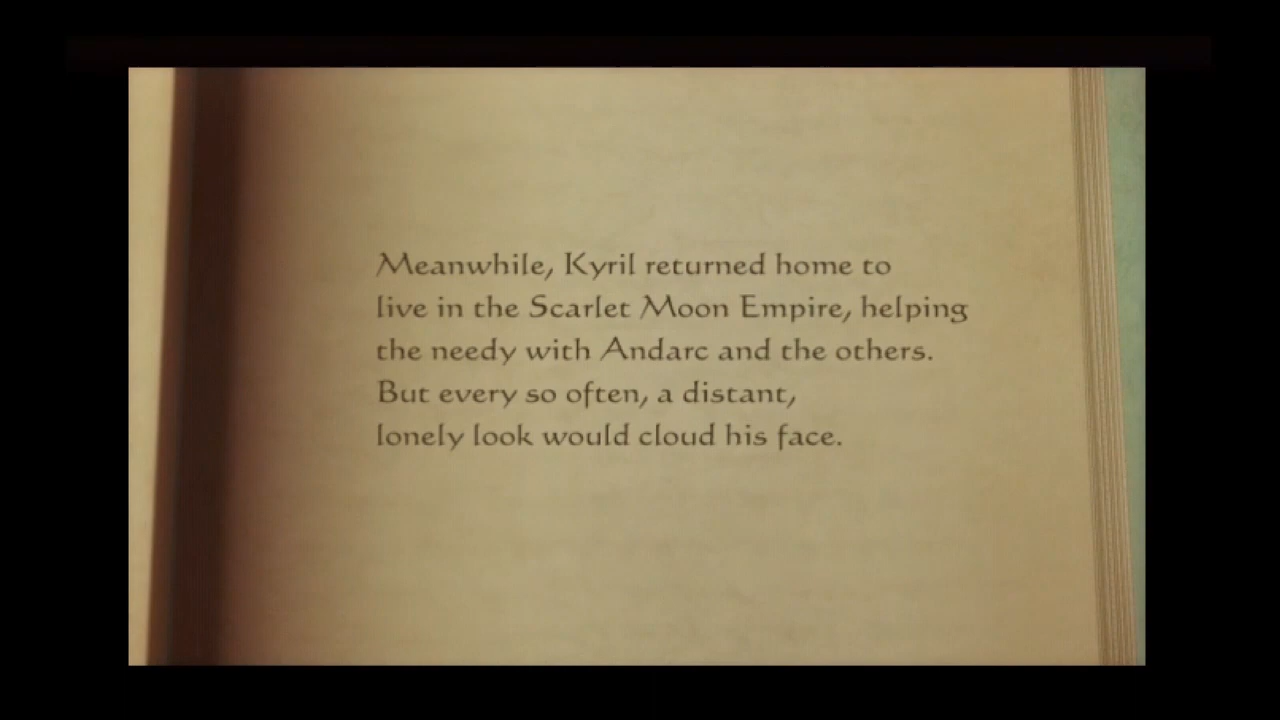 Meanwhile, Kyril returned home to
live in the Scarlet Moon Empire, helping
the needy with Andarc and the others.
But every so often, a distant,
lonely look would cloud his face.